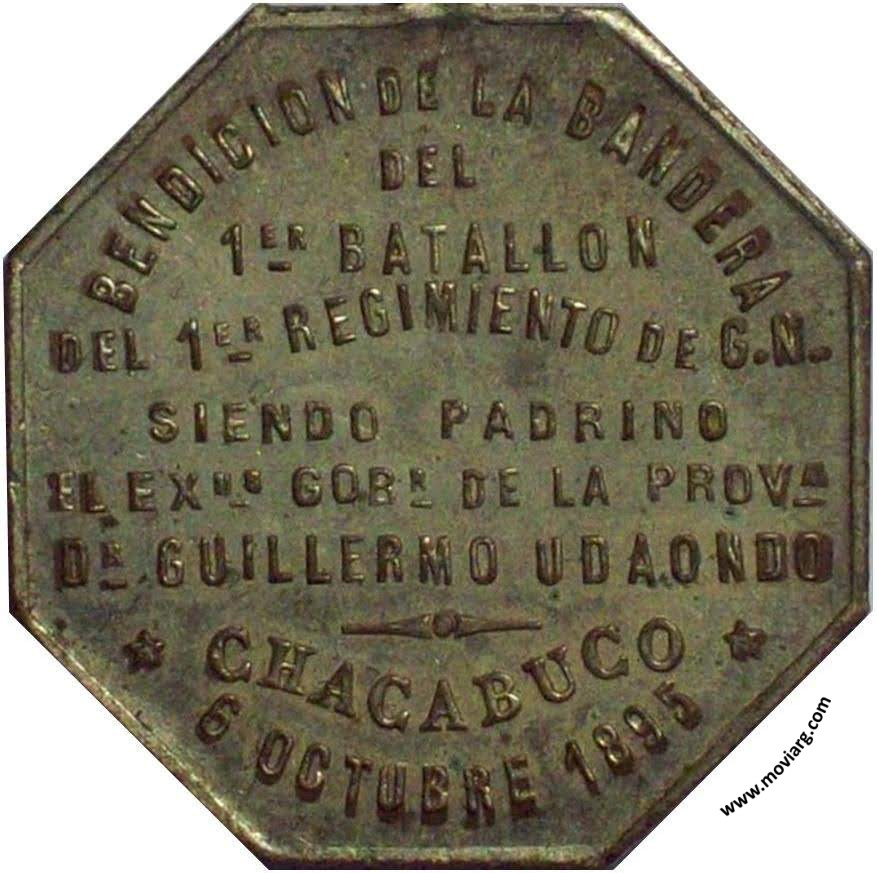 BENDICION DE LA BANDERA
DEL
1ER BATALLON
DEL 1ER REGIMIENTO DE G.N.
SIENDO PADRINO
EL EXMO GOBR DE LA PROVA
DR GUILLERMO UDAONDO
CHACABUCO
6 OCTUBRE 1895
www.moviarg.com